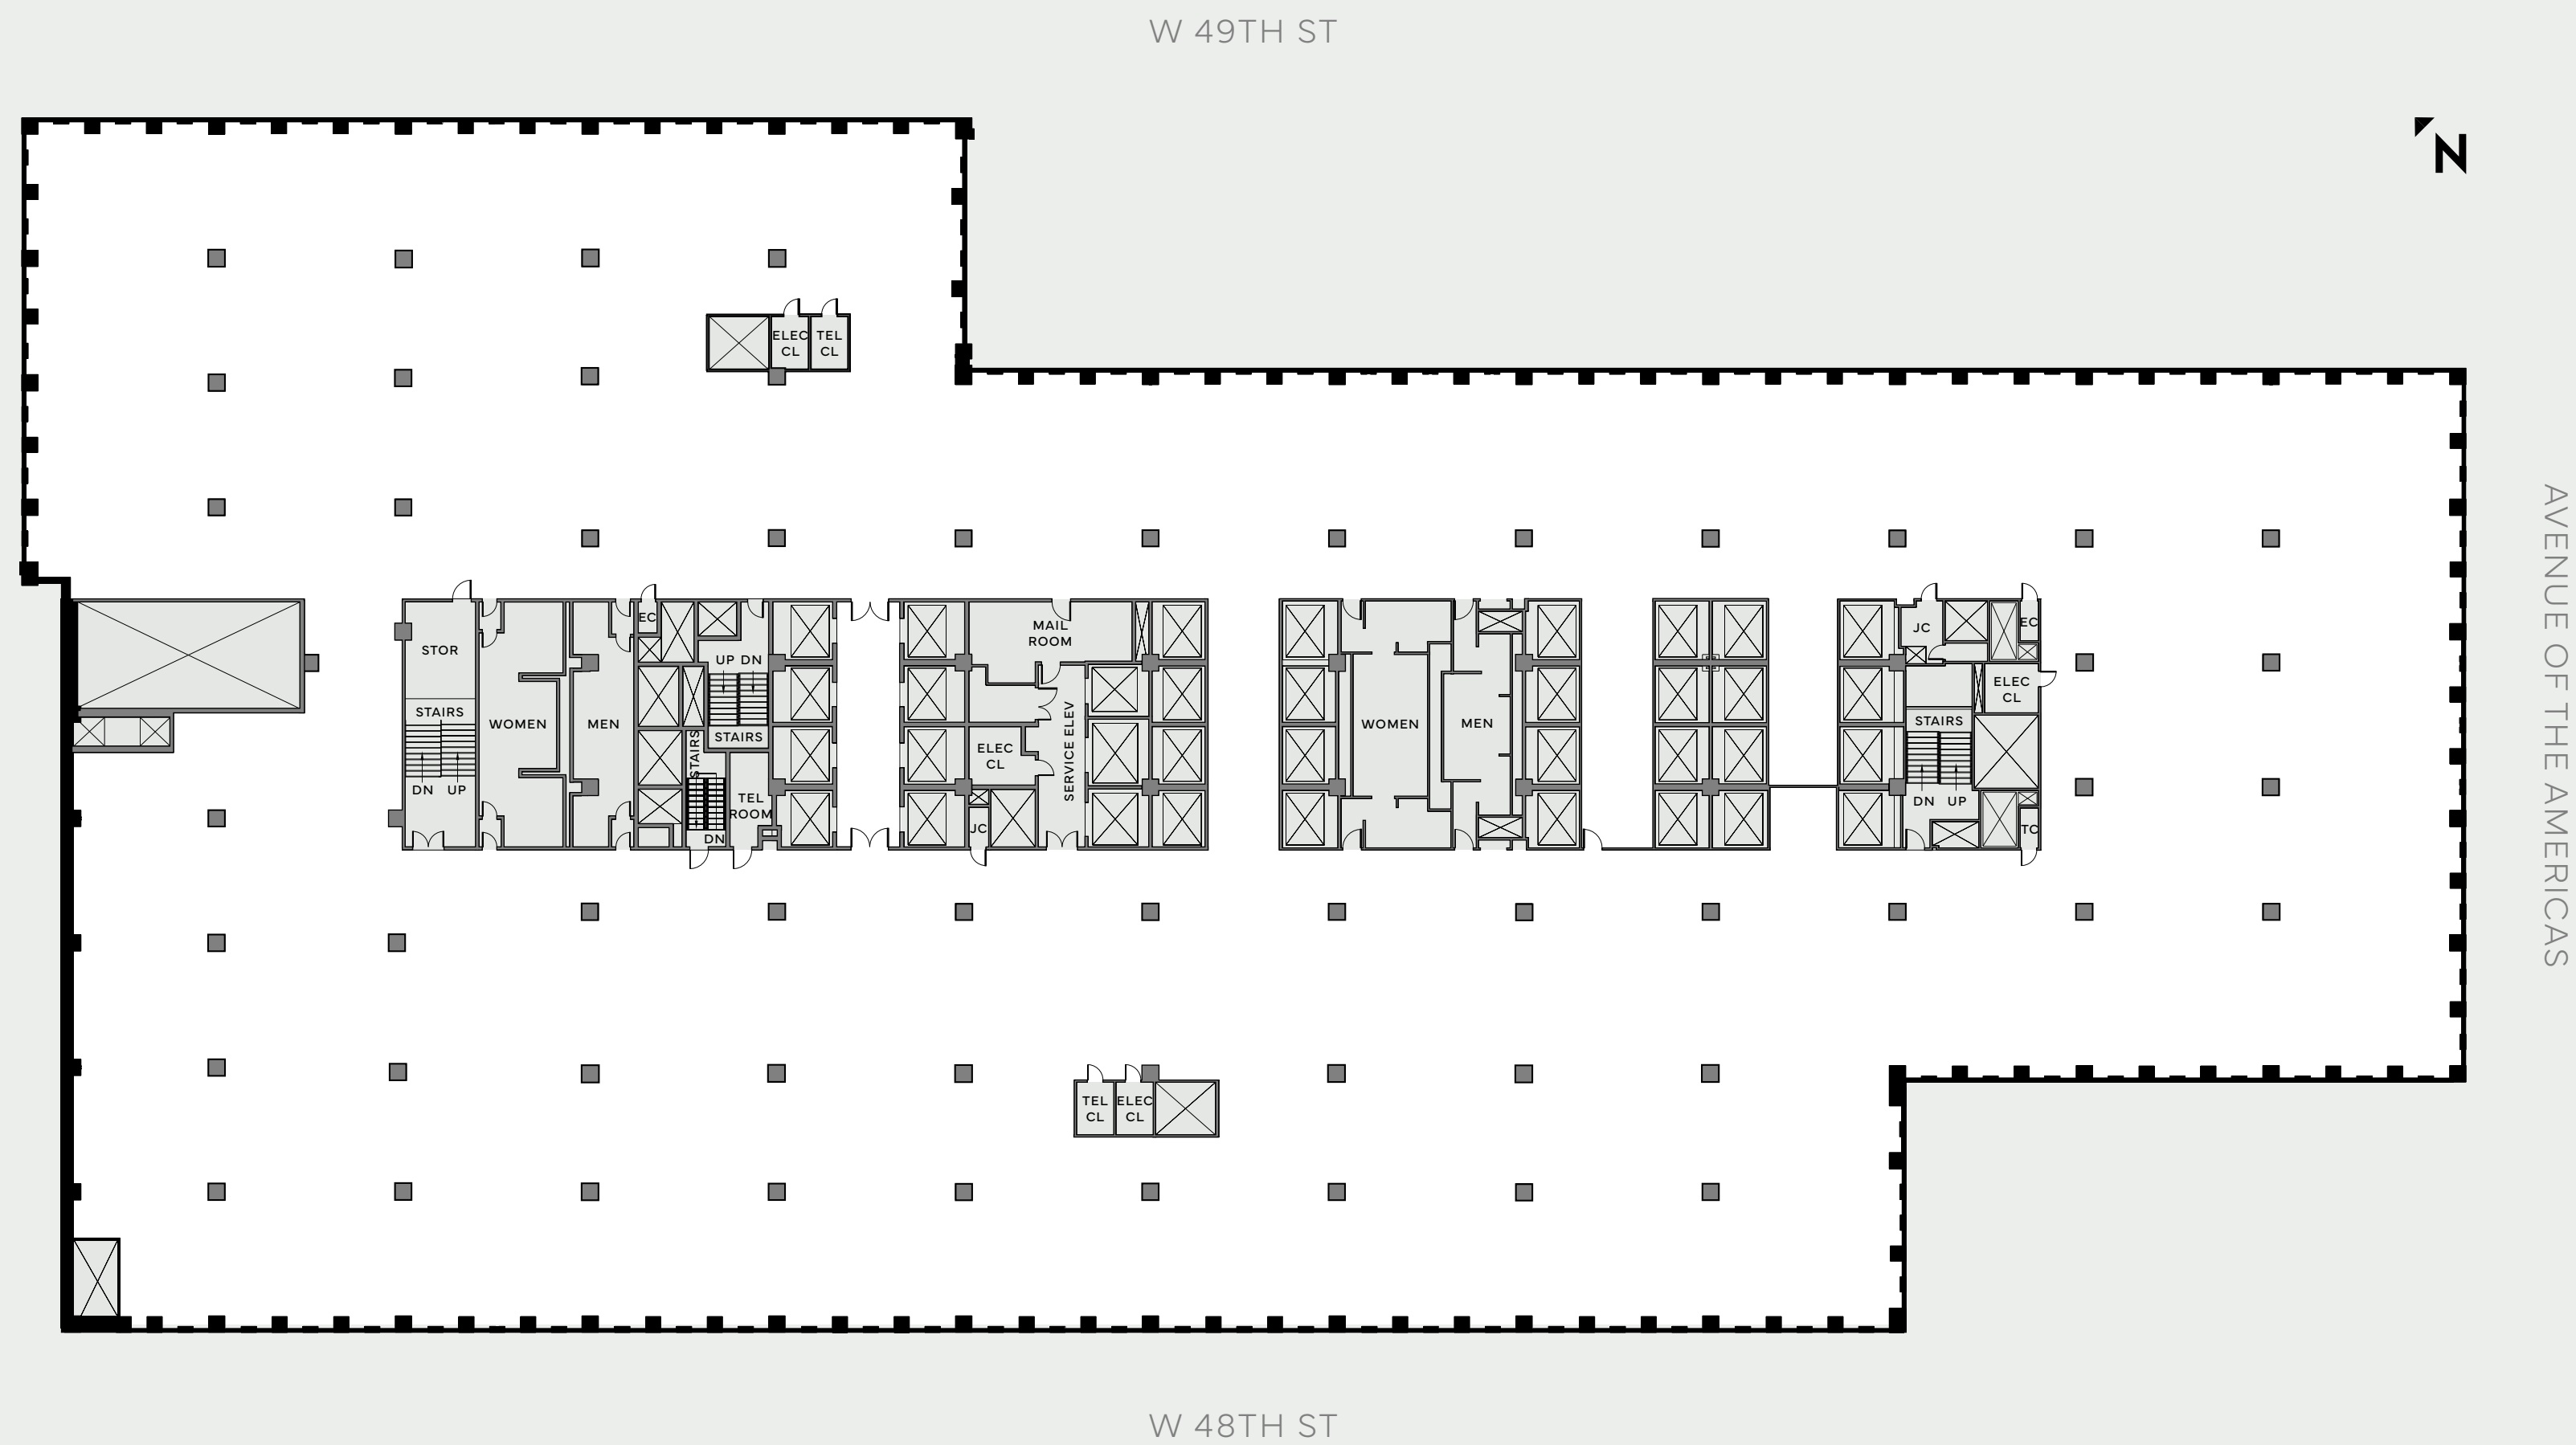 W 49TH ST
N
ELEC
CL
TEL
CL
AVENUE OF THE AMERICAS
STOR
STAIRS
DN UP
WOMEN
MEN
EC
UP DN
STAIRS
STAIRS
DN
TEL
ROOM
MAIL
ROOM
ELEC
CL
JC
SERVICE ELEV
WOMEN
MEN
JC
EC
ELEC
CL
STAIRS
DN UP
TC
TEL
CL
ELEC
CL
W 48TH ST